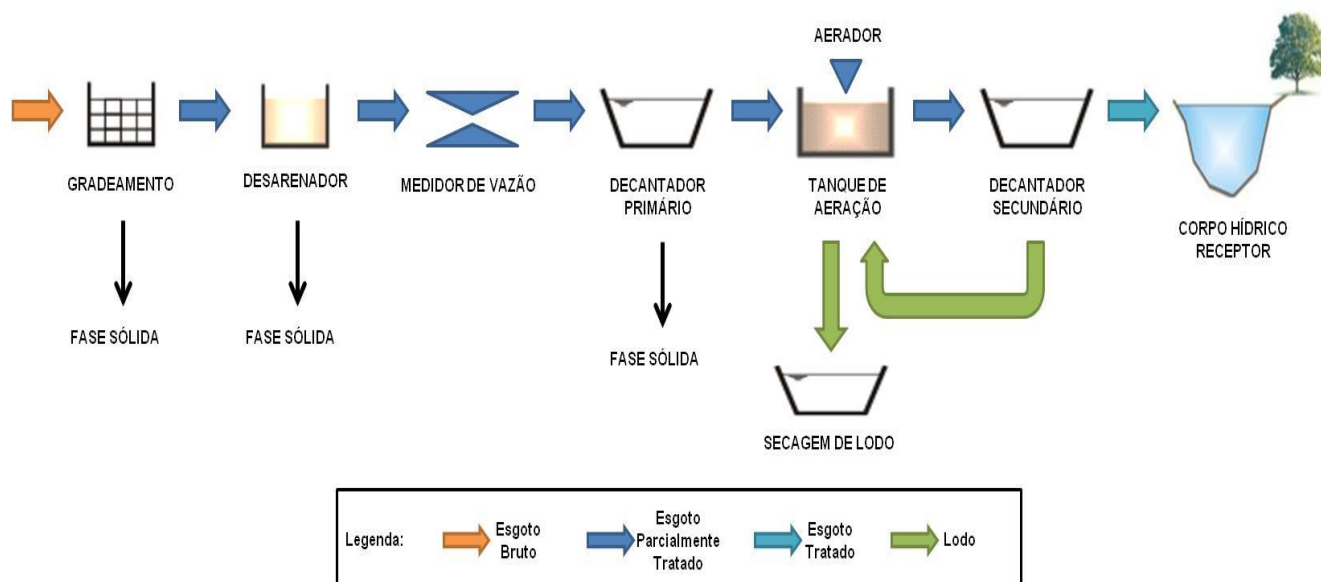 AERADOR
GRADEAMENTO
DESARENADOR
MEDIDOR DE VAZÃO
DECANTADOR
PRIMÁRIO
TANQUE DE
AERAÇÃO
DECANTADOR
SECUNDÁRIO
CORPO HÍDRICO
RECEPTOR
FASE SÓLIDA
FASE SÓLIDA
FASE SÓLIDA
SECAGEM DE LODO
Legenda:
Esgoto
Bruto
Esgoto
Parcialmente
Tratado
Esgoto
Tratado
Lodo